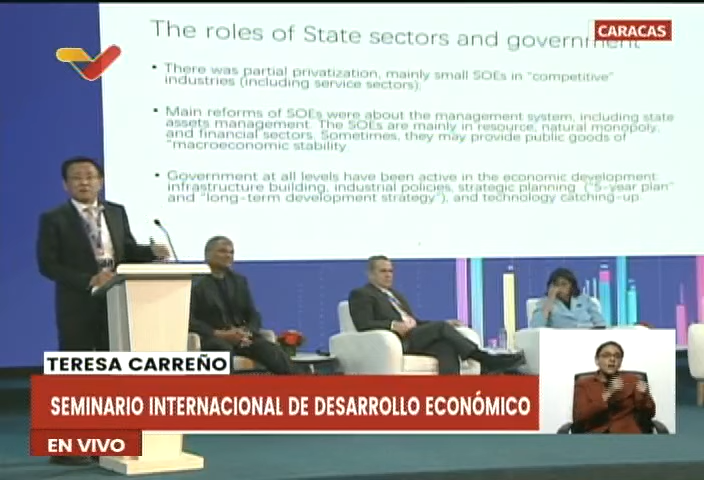 The roles of State sectors and government
CARACAS
• There was partial privatization, mainly small SOEs in "competitive"
industries (including service sectors).
• Main reforms of SOEs were about the management system, including state
assets management. The SOEs are mainly in resource, natural monopoly,
and financial sectors. Sometimes, they may provide public goods of
"macroeconomic stability
• Government at all levels have been active in the economic development:
infrastructure building, industrial policies, strategic planning ("5-year plan"
and "long-term development strategy"), and technology catching-up.
TERESA CARREÑO
SEMINARIO INTERNACIONAL DE DESARROLLO ECONÓMICO
EN VIVO